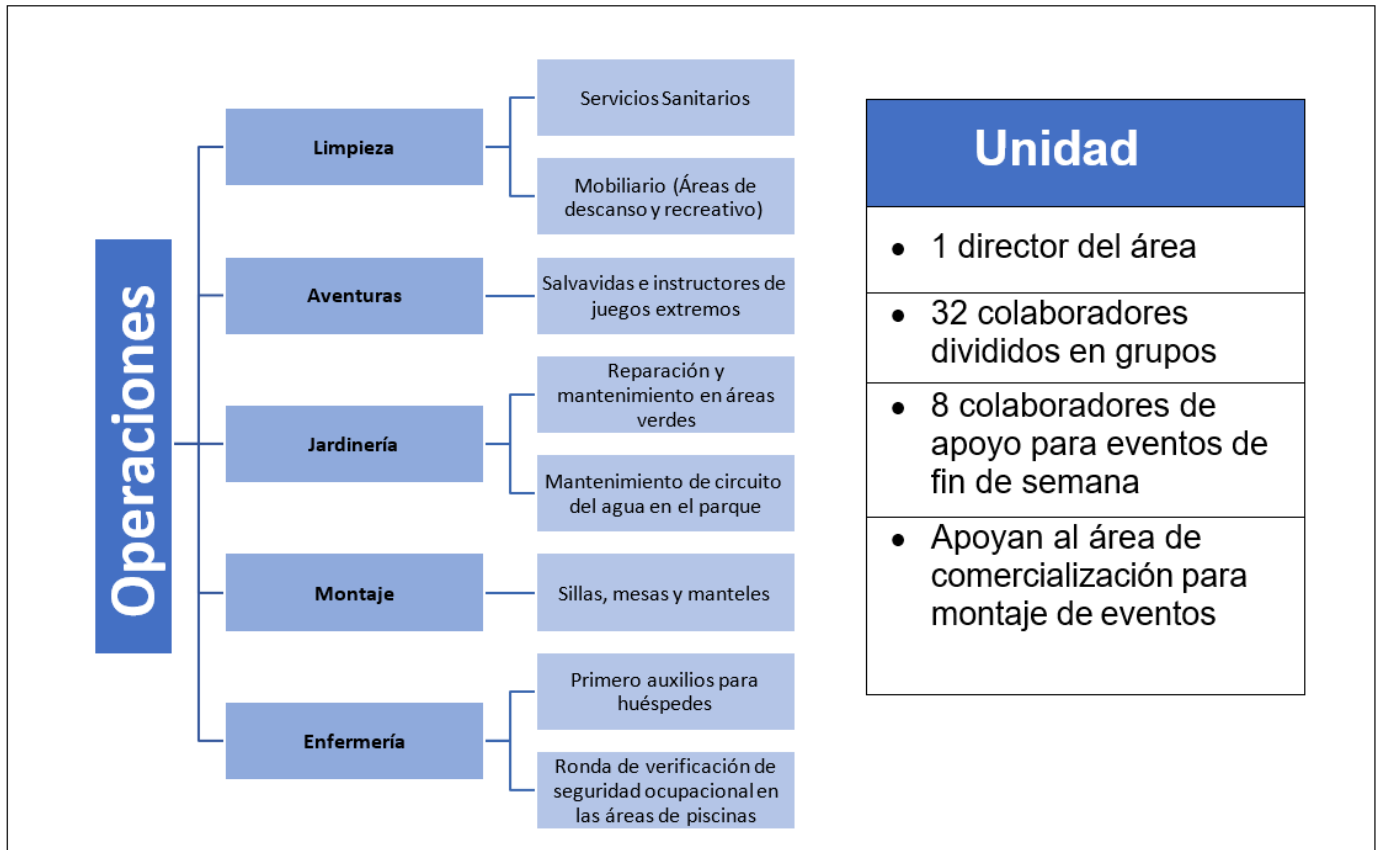 Operaciones
Limpieza
Servicios Sanitarios
Mobiliario (Áreas de
descanso y recreativo)
Aventuras
Salvavidas e instructores de
juegos extremos
Jardinería
Reparación y
mantenimiento en áreas
verdes
Mantenimiento de circuito
del agua en el parque
Montaje
Sillas, mesas y manteles
Enfermería
Primero auxilios para
huéspedes
Ronda de verificación de
seguridad ocupacional en
las áreas de piscinas
Unidad
• 1 director del área
• 32 colaboradores
divididos en grupos
• 8 colaboradores de
apoyo para eventos de
fin de semana
• Apoyan al área de
comercialización para
montaje de eventos